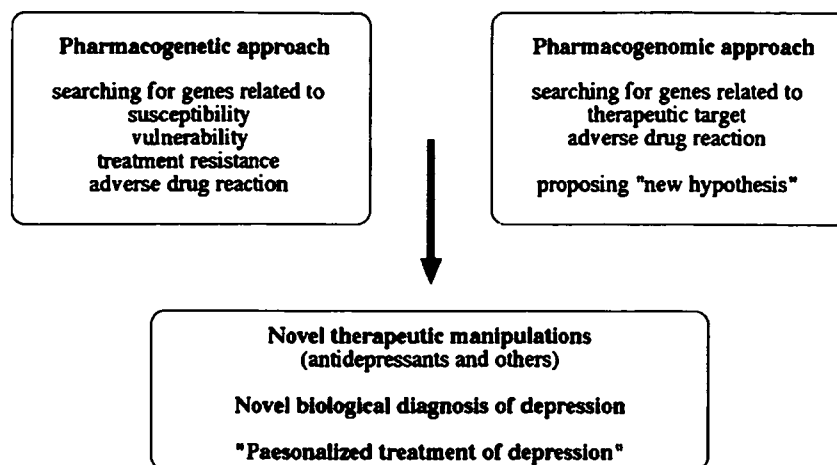 Pharmacogenetic approach
searching for genes related to
susceptibility
vulnerability
treatment resistance
adverse drug reaction
Pharmacogenomic approach
searching for genes related to
therapeutic target
adverse drug reaction
proposing "new hypothesis"
Novel therapeutic manipulations
(antidepressants and others)
Novel biological diagnosis of depression
"Paesonalized treatment of depression"